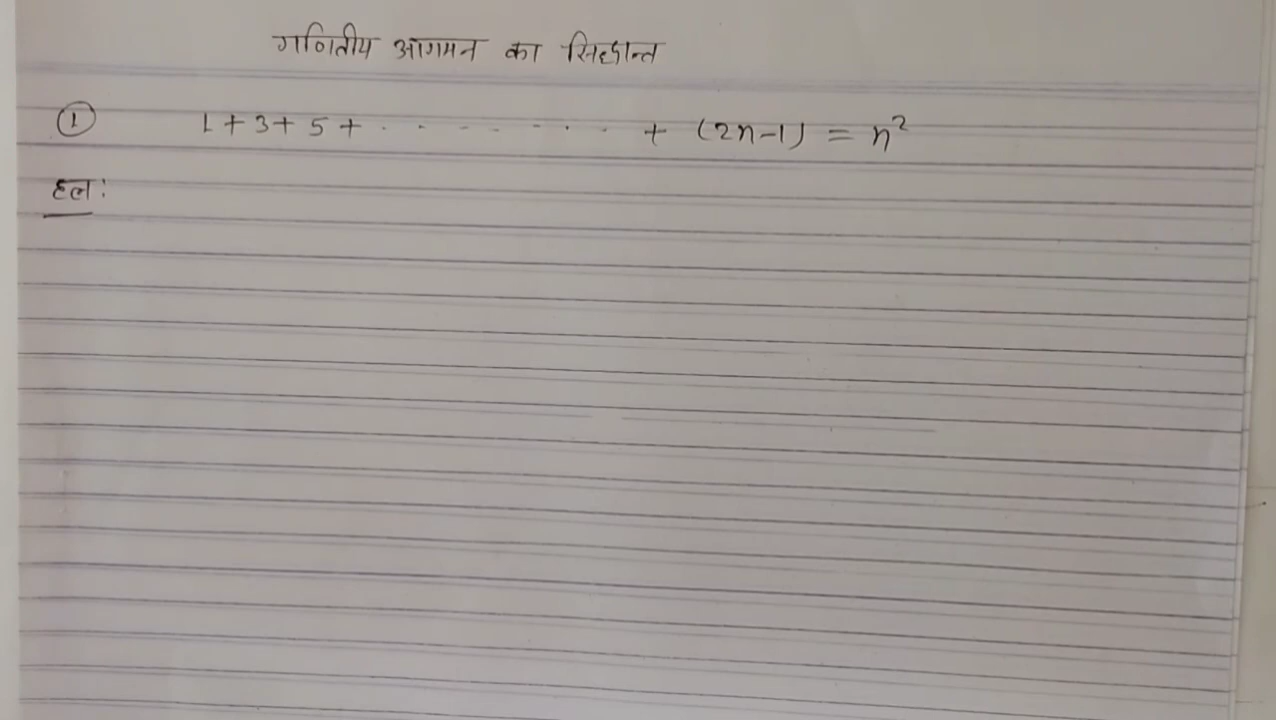 गणितीय आगमन का सिद्धान्त
① 1 + 3 + 5 + . . . . . . . . + (2n-1) = n²
हल: